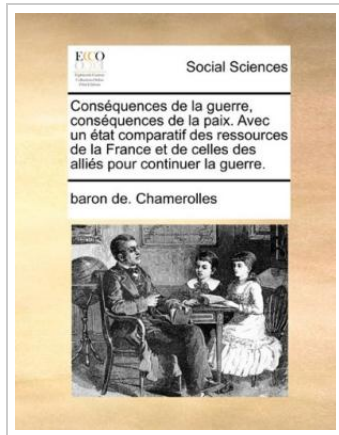 ECCO
Social Sciences
Conséquences de la guerre,
conséquences de la paix. Avec
un état comparatif des ressources
de la France et de celles des
alliés pour continuer la guerre.
baron de. Chamerolles